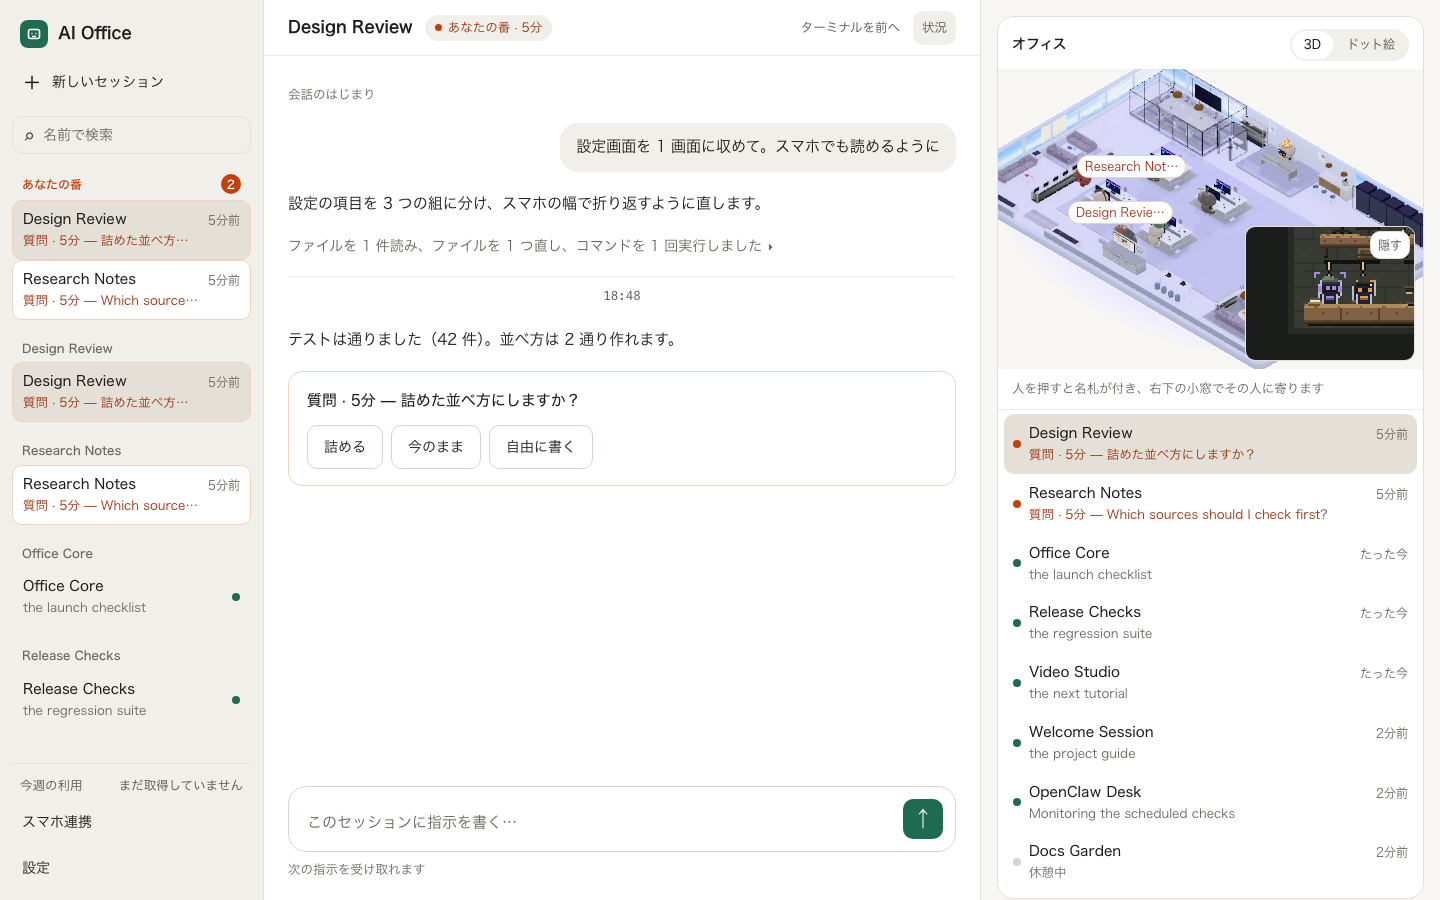 AI Office
新しいセッション
名前で検索
あなたの番 2
Design Review 5分前
質問 · 5分 — 詰めた並べ方…
Research Notes 5分前
質問 · 5分 — Which source…
Design Review
Design Review 5分前
質問 · 5分 — 詰めた並べ方…
Research Notes
Research Notes 5分前
質問 · 5分 — Which source…
Office Core
Office Core
the launch checklist
Release Checks
Release Checks
the regression suite
今週の利用 まだ取得していません
スマホ連携
設定
Design Review あなたの番 · 5分 ターミナルを前へ 状況
会話のはじまり
設定画面を 1 画面に収めて。スマホでも読めるように
設定の項目を 3 つの組に分け、スマホの幅で折り返すように直します。
ファイルを 1 件読み、ファイルを 1 つ直し、コマンドを 1 回実行しました
18:48
テストは通りました（42 件）。並べ方は 2 通り作れます。
質問 · 5分 — 詰めた並べ方にしますか？
詰める 今のまま 自由に書く
このセッションに指示を書く…
次の指示を受け取れます
オフィス 3D ドット絵
Research Not…
Design Revie…
隠す
人を押すと名札が付き、右下の小窓でその人に寄ります
Design Review 5分前
質問 · 5分 — 詰めた並べ方にしますか？
Research Notes 5分前
質問 · 5分 — Which sources should I check first?
Office Core たった今
the launch checklist
Release Checks たった今
the regression suite
Video Studio たった今
the next tutorial
Welcome Session 2分前
the project guide
OpenClaw Desk 2分前
Monitoring the scheduled checks
Docs Garden 2分前
休憩中